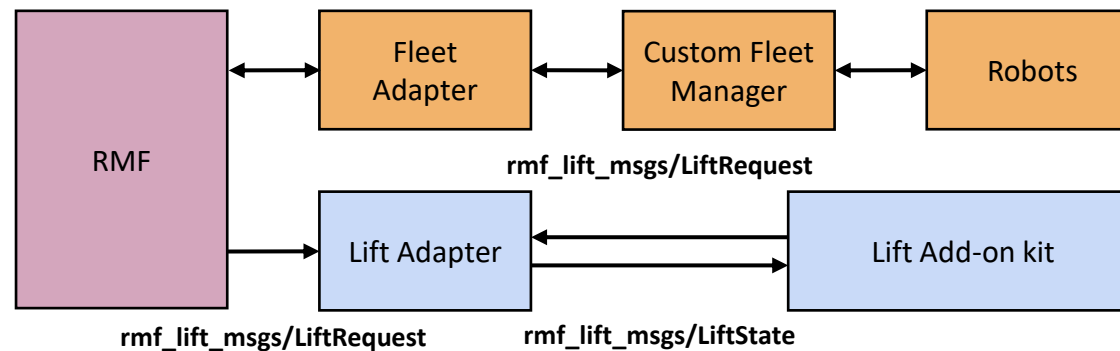 Fleet
Adapter
Custom Fleet
Manager
Robots
RMF
rmf_lift_msgs/LiftRequest
Lift Adapter
Lift Add-on kit
rmf_lift_msgs/LiftRequest
rmf_lift_msgs/LiftState